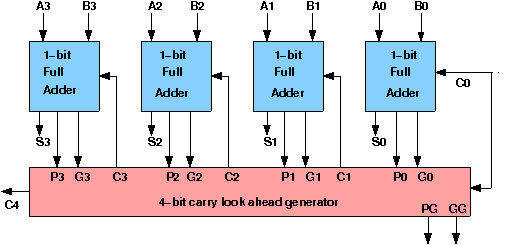 A3 B3 A2 B2 A1 B1 A0 B0
1-bit 1-bit 1-bit 1-bit
Full Full Full Full
Adder Adder Adder Adder
C0
S3 S2 S1 S0
P3 G3 C3 P2 G2 C2 P1 G1 C1 P0 G0
C4
4-bit carry look ahead generator
PG GG